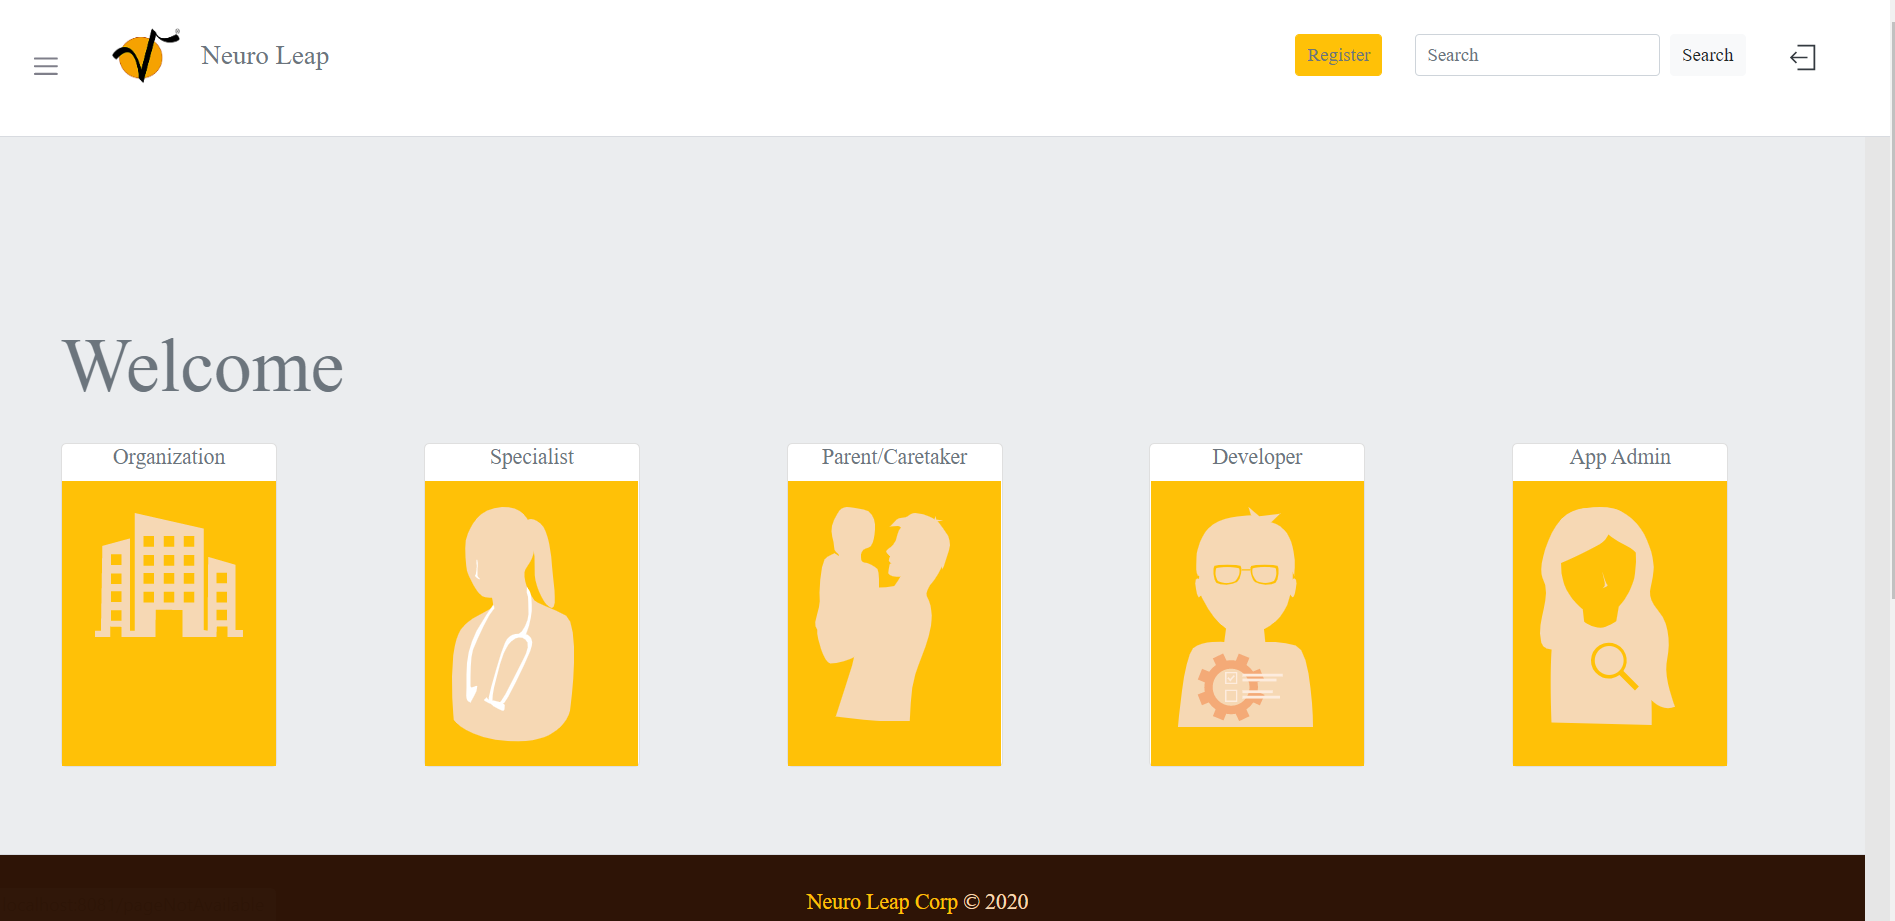 Neuro Leap
Register
Search
Search
Welcome
Organization
Specialist
Parent/Caretaker
Developer
App Admin
Neuro Leap Corp © 2020